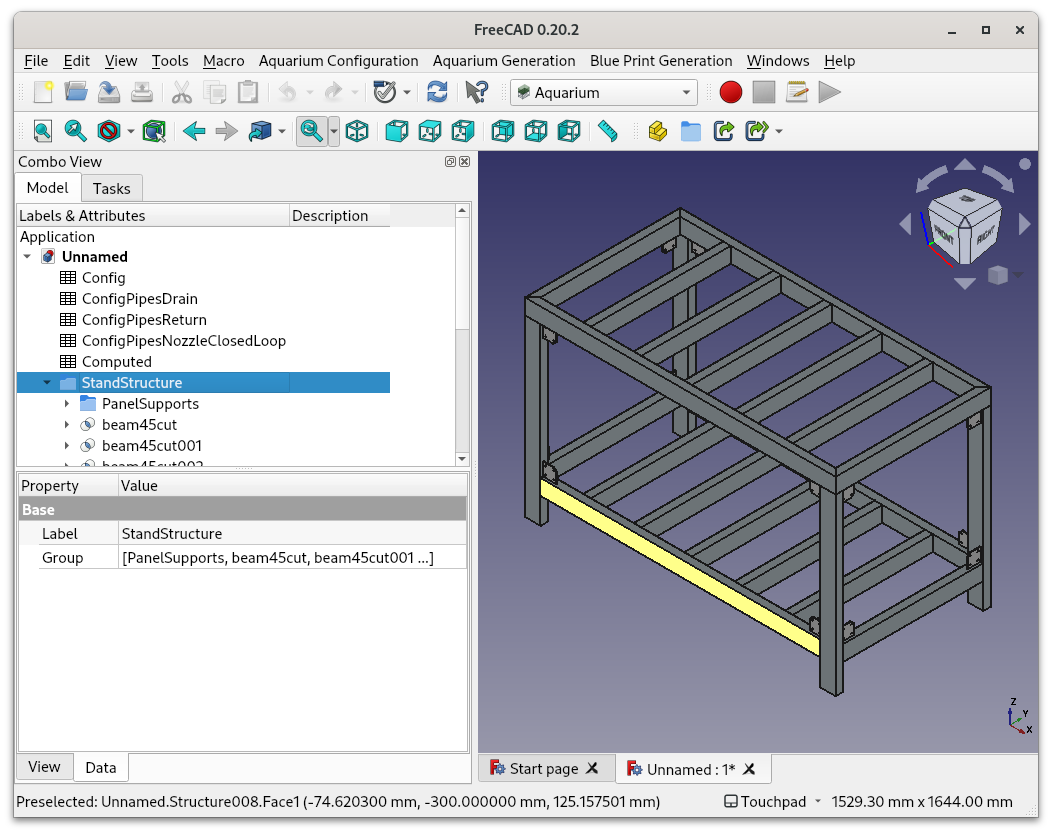 FreeCAD 0.20.2
File Edit View Tools Macro Aquarium Configuration Aquarium Generation Blue Print Generation Windows Help
Aquarium
Combo View
Model Tasks
Labels & Attributes Description
Application
Unnamed
Config
ConfigPipesDrain
ConfigPipesReturn
ConfigPipesNozzleClosedLoop
Computed
StandStructure
PanelSupports
beam45cut
beam45cut001
beam45cut002
Property Value
Base
Label StandStructure
Group [PanelSupports, beam45cut, beam45cut001 ...]
View Data
FRONT RIGHT
Z
Y
X
Start page Unnamed : 1*
Preselected: Unnamed.Structure008.Face1 (-74.620300 mm, -300.000000 mm, 125.157501 mm) Touchpad 1529.30 mm x 1644.00 mm